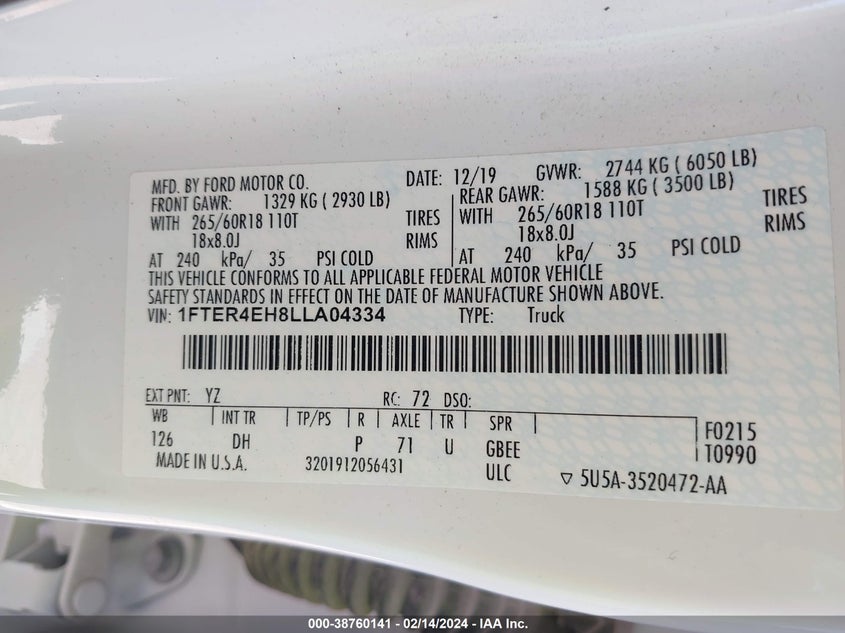 MFD. BY FORD MOTOR CO. DATE: 12/19 GVWR: 2744 KG ( 6050 LB)
FRONT GAWR: 1329 KG ( 2930 LB) REAR GAWR: 1588 KG ( 3500 LB)
WITH 265/60R18 110T TIRES WITH 265/60R18 110T TIRES
18x8.0J RIMS 18x8.0J RIMS
AT 240 kPa/ 35 PSI COLD AT 240 kPa/ 35 PSI COLD
THIS VEHICLE CONFORMS TO ALL APPLICABLE FEDERAL MOTOR VEHICLE
SAFETY STANDARDS IN EFFECT ON THE DATE OF MANUFACTURE SHOWN ABOVE.
VIN: 1FTER4EH8LLA04334 TYPE: Truck
EXT PNT: YZ RC: 72 DSO:
WB INT TR TP/PS R AXLE TR SPR F0215
126 DH P 71 U GBEE T0990
MADE IN U.S.A. 3201912056431 ULC ▽ 5U5A-3520472-AA
000-38760141 - 02/14/2024 - IAA Inc.